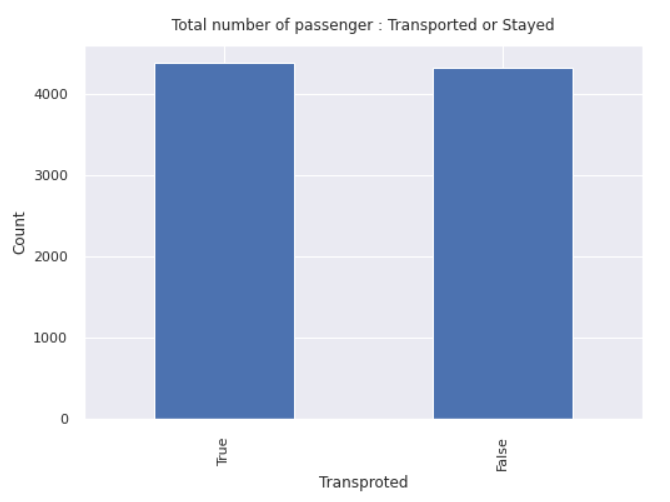 Total number of passenger : Transported or Stayed
Count
4000
3000
2000
1000
0
True
False
Transproted